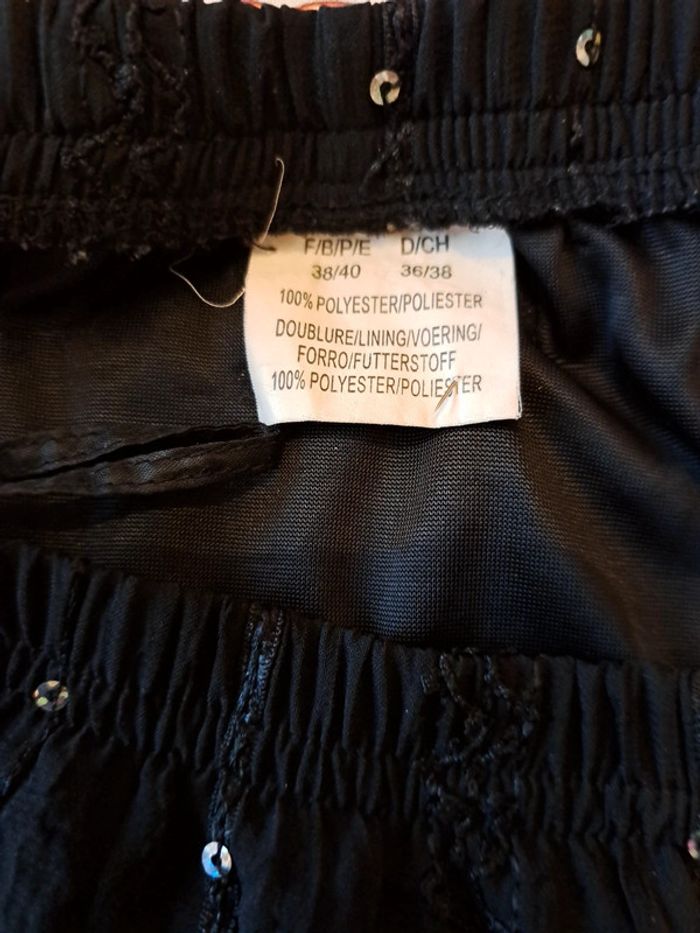 F/B/P/E D/CH
38/40 36/38
100% POLYESTER/POLIESTER
DOUBLURE/LINING/VOERING/
FORRO/FUTTERSTOFF
100% POLYESTER/POLIESTER